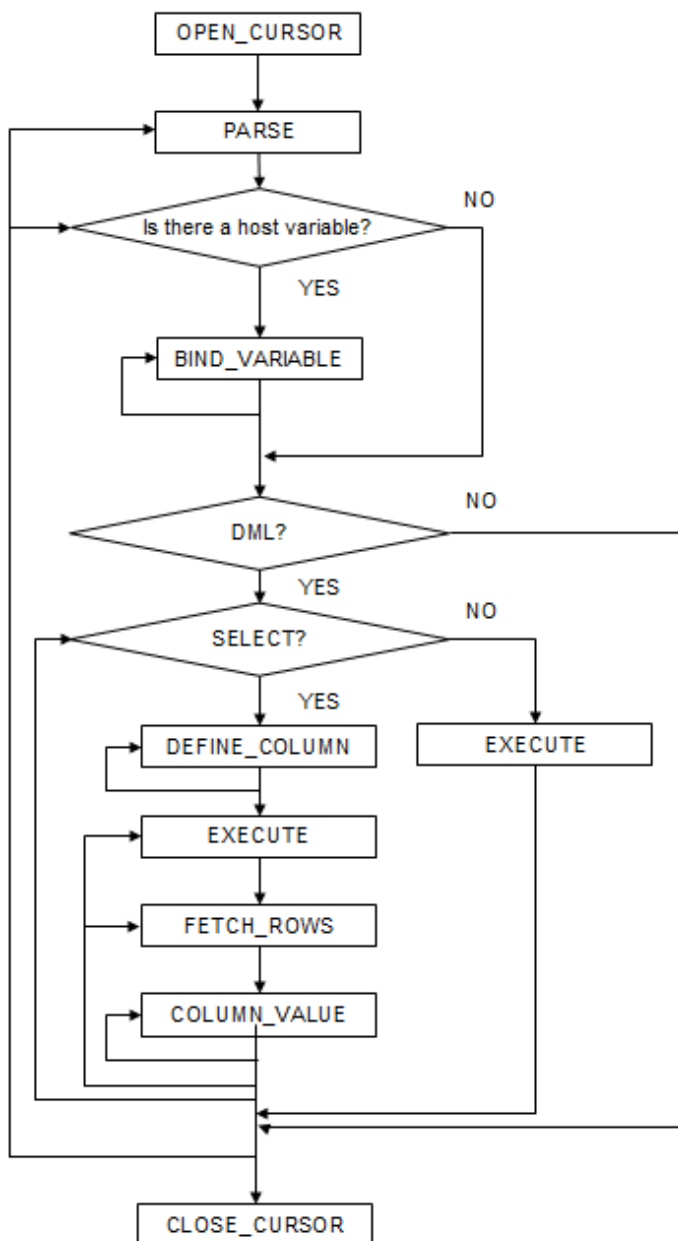 OPEN_CURSOR
PARSE
NO
Is there a host variable?
YES
BIND_VARIABLE
NO
DML?
YES
NO
SELECT?
YES
DEFINE_COLUMN
EXECUTE
EXECUTE
FETCH_ROWS
COLUMN_VALUE
CLOSE_CURSOR